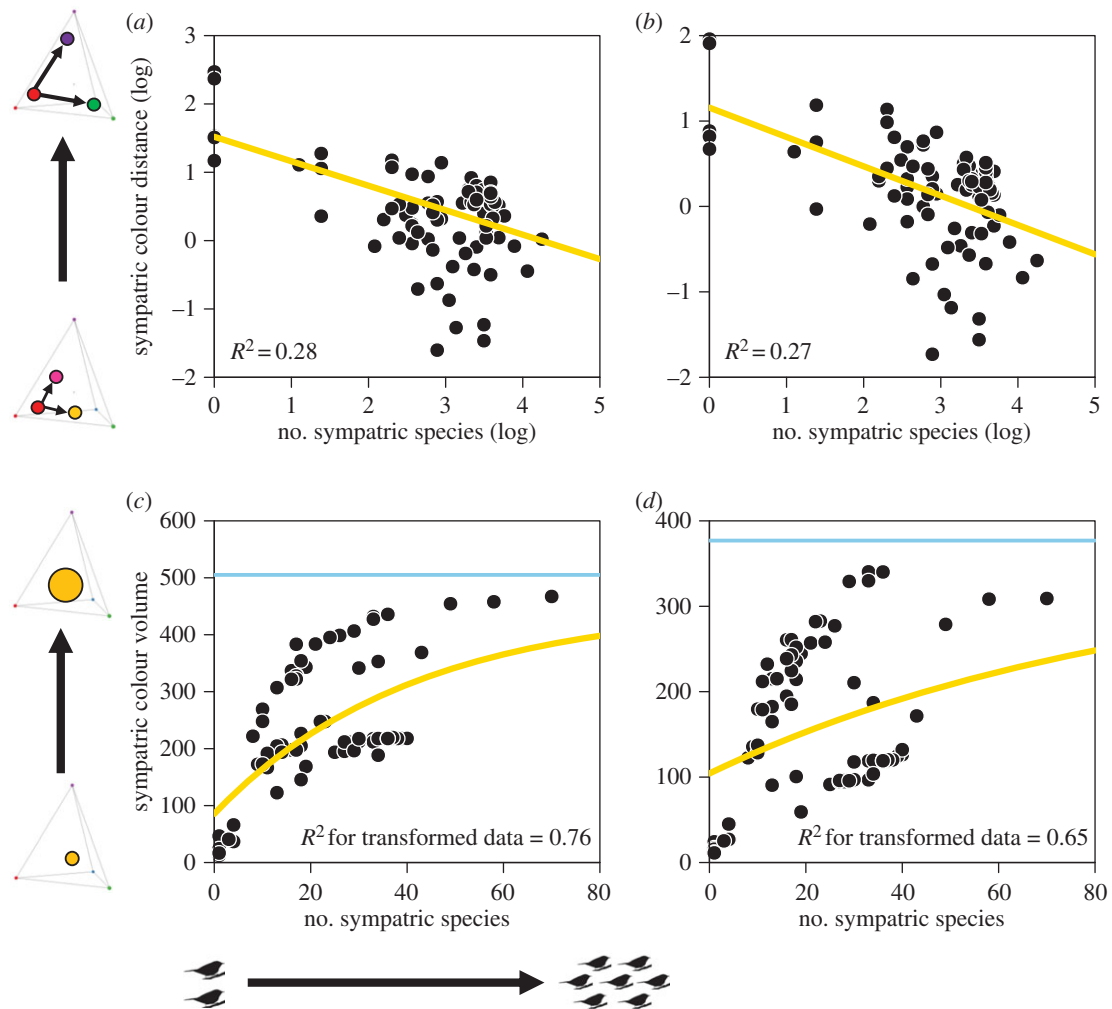 (a)
(b)
3
2
1
0
−1
−2
sympatric colour distance (log)
R² = 0.28
0 1 2 3 4 5
no. sympatric species (log)
2
1
0
−1
−2
R² = 0.27
0 1 2 3 4 5
no. sympatric species (log)
(c)
(d)
600
500
400
300
200
100
0
sympatric colour volume
R² for transformed data = 0.76
0 20 40 60 80
no. sympatric species
400
350
300
250
200
150
100
50
0
R² for transformed data = 0.65
0 20 40 60 80
no. sympatric species